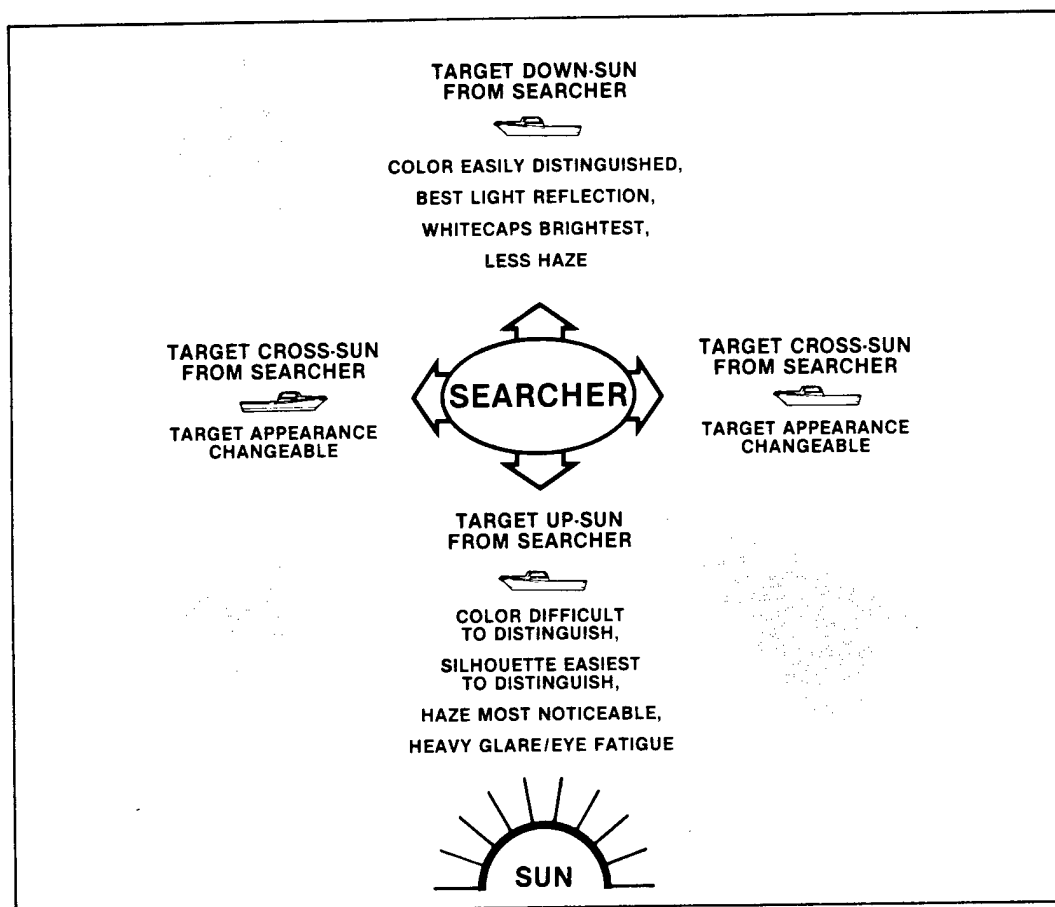 TARGET DOWN-SUN
FROM SEARCHER
COLOR EASILY DISTINGUISHED,
BEST LIGHT REFLECTION,
WHITECAPS BRIGHTEST,
LESS HAZE
TARGET CROSS-SUN
FROM SEARCHER
TARGET APPEARANCE
CHANGEABLE
SEARCHER
TARGET CROSS-SUN
FROM SEARCHER
TARGET APPEARANCE
CHANGEABLE
TARGET UP-SUN
FROM SEARCHER
COLOR DIFFICULT
TO DISTINGUISH,
SILHOUETTE EASIEST
TO DISTINGUISH,
HAZE MOST NOTICEABLE,
HEAVY GLARE/EYE FATIGUE
SUN